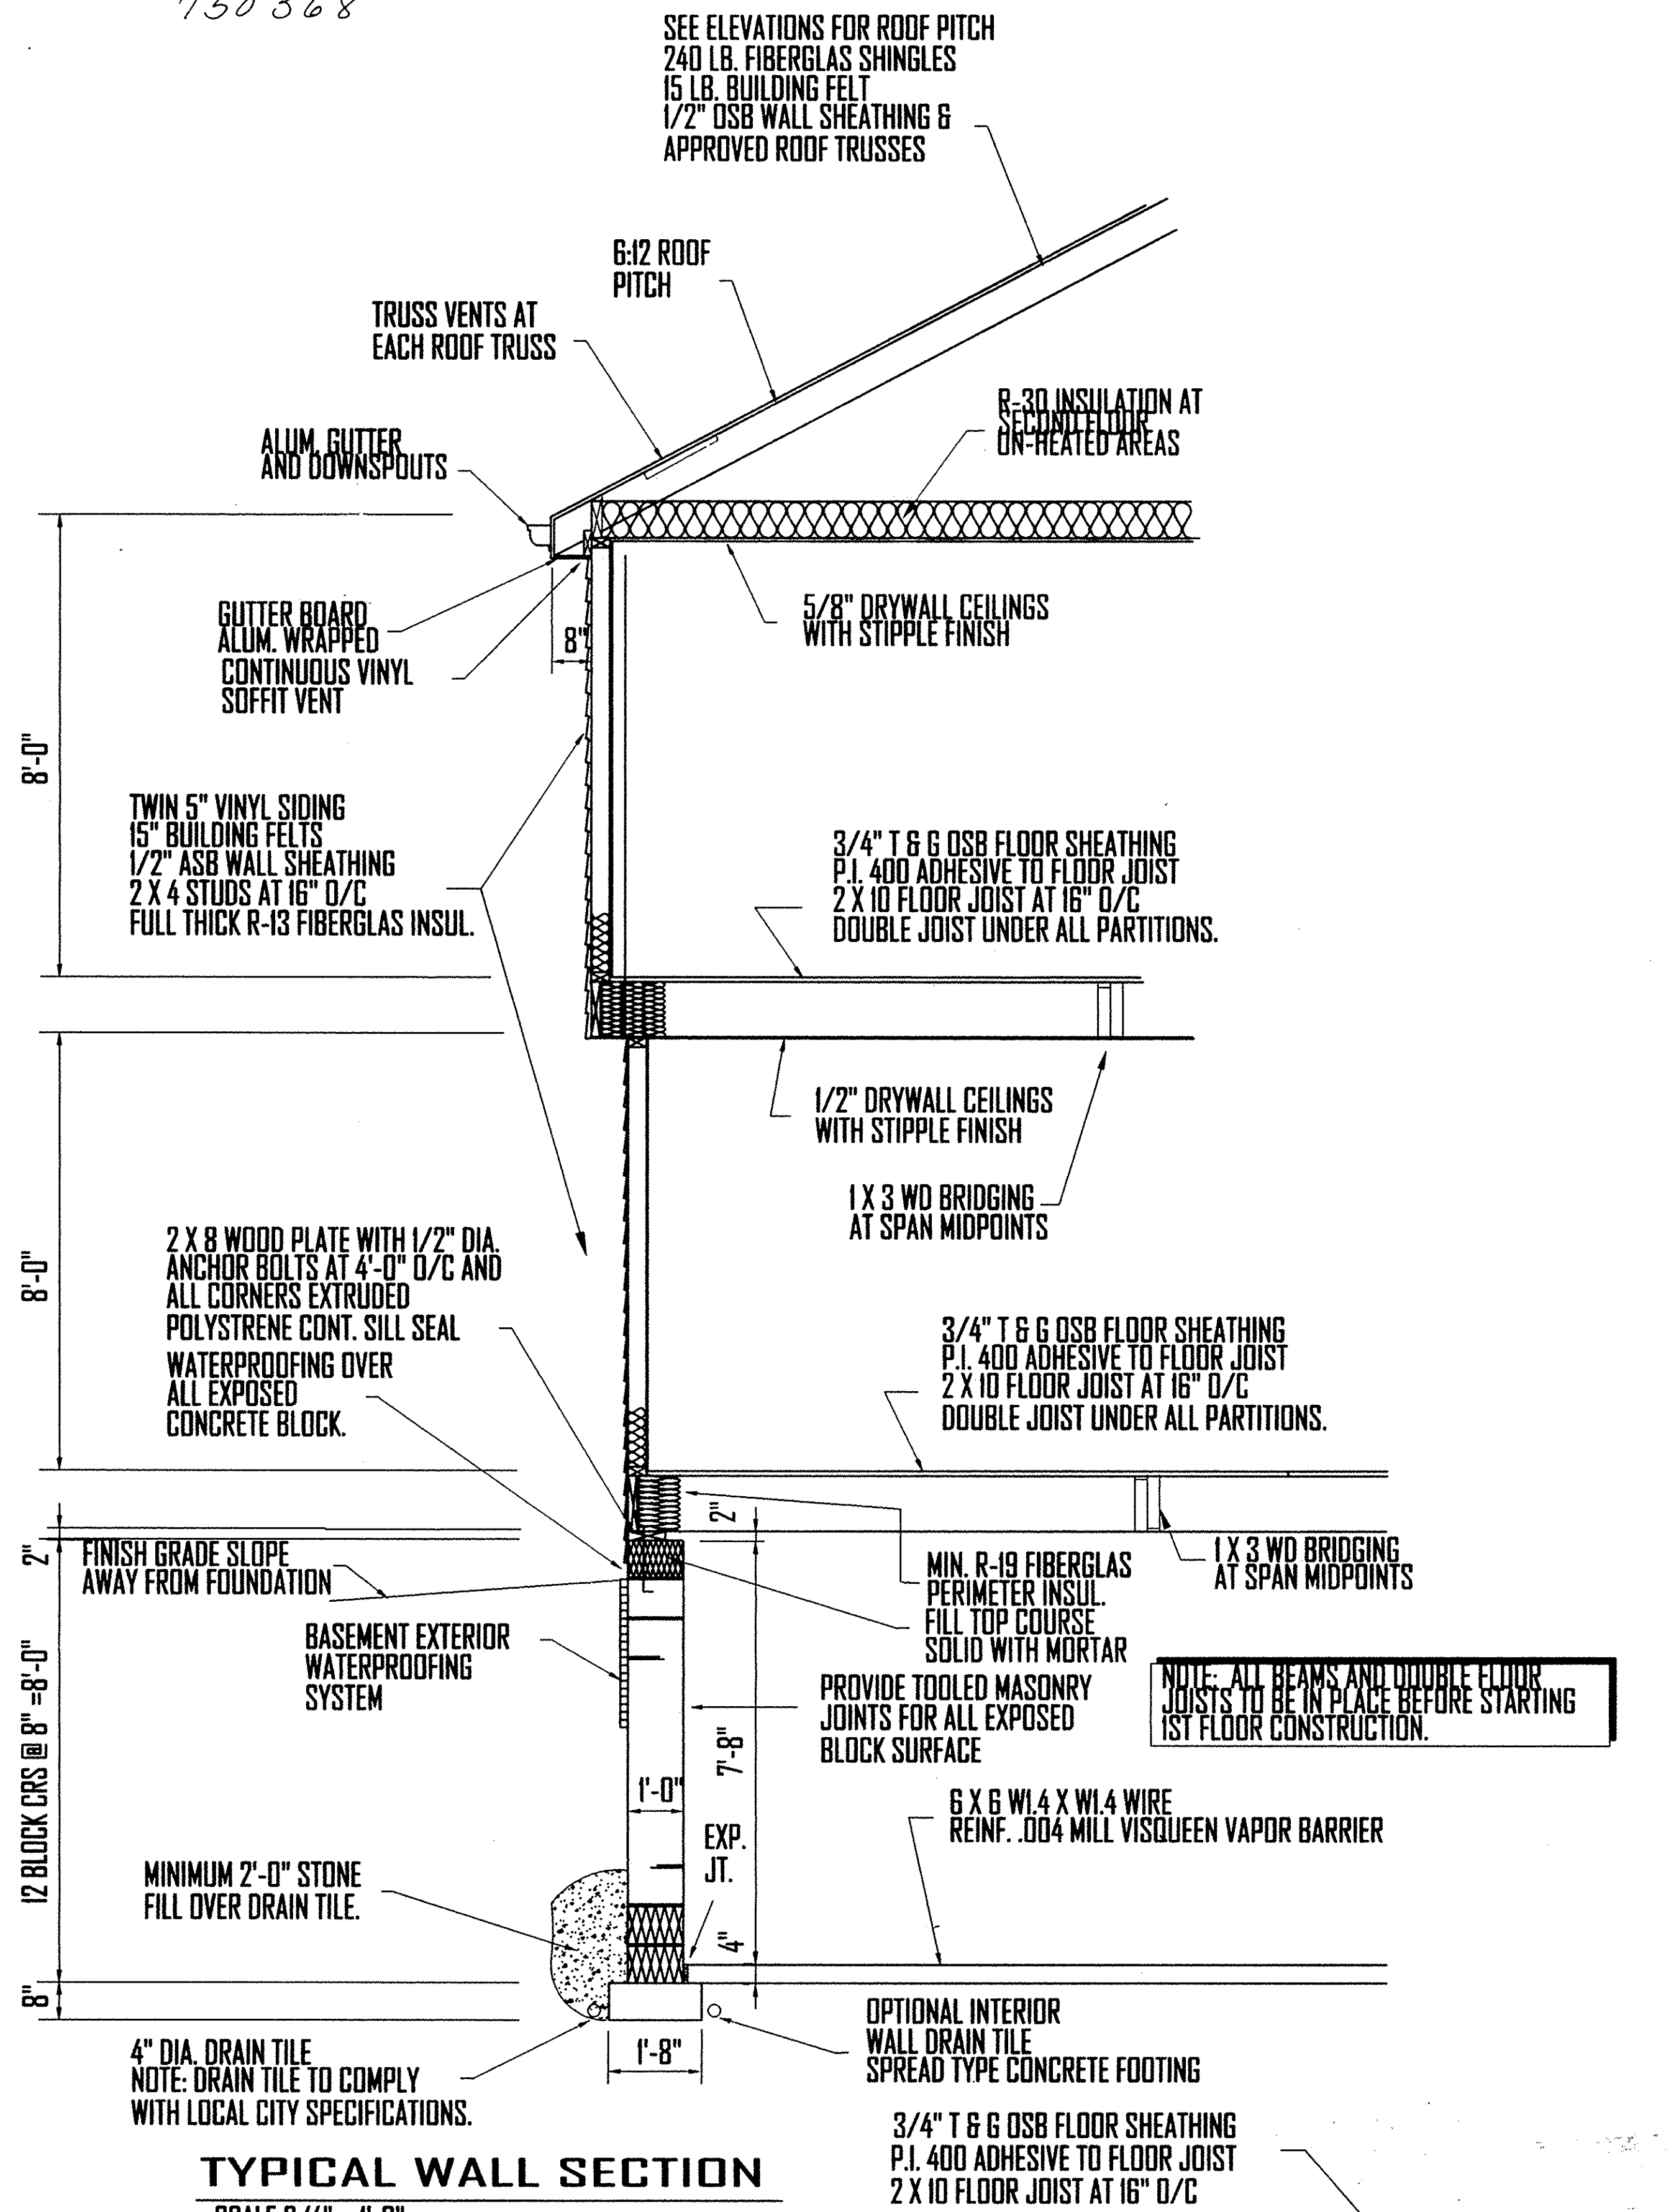 730368
SEE ELEVATIONS FOR ROOF PITCH
240 LB. FIBERGLAS SHINGLES
15 LB. BUILDING FELT
1/2" OSB WALL SHEATHING &
APPROVED ROOF TRUSSES
6:12 ROOF
PITCH
TRUSS VENTS AT
EACH ROOF TRUSS
R-30 INSULATION AT
SECOND FLOOR
ON-HEATED AREAS
ALUM. GUTTER
AND DOWNSPOUTS
5/8" DRYWALL CEILINGS
WITH STIPPLE FINISH
GUTTER BOARD
ALUM. WRAPPED
CONTINUOUS VINYL
SOFFIT VENT
8"
8'-0"
TWIN 5" VINYL SIDING
15" BUILDING FELTS
1/2" ASB WALL SHEATHING
2 X 4 STUDS AT 16" O/C
FULL THICK R-13 FIBERGLAS INSUL.
3/4" T & G OSB FLOOR SHEATHING
P.I. 400 ADHESIVE TO FLOOR JOIST
2 X 10 FLOOR JOIST AT 16" O/C
DOUBLE JOIST UNDER ALL PARTITIONS.
1/2" DRYWALL CEILINGS
WITH STIPPLE FINISH
1 X 3 WD BRIDGING
AT SPAN MIDPOINTS
8'-0"
2 X 8 WOOD PLATE WITH 1/2" DIA.
ANCHOR BOLTS AT 4'-0" O/C AND
ALL CORNERS EXTRUDED
POLYSTRENE CONT. SILL SEAL
WATERPROOFING OVER
ALL EXPOSED
CONCRETE BLOCK.
3/4" T & G OSB FLOOR SHEATHING
P.I. 400 ADHESIVE TO FLOOR JOIST
2 X 10 FLOOR JOIST AT 16" O/C
DOUBLE JOIST UNDER ALL PARTITIONS.
2"
2"
FINISH GRADE SLOPE
AWAY FROM FOUNDATION
1 X 3 WD BRIDGING
AT SPAN MIDPOINTS
MIN. R-19 FIBERGLAS
PERIMETER INSUL.
FILL TOP COURSE
SOLID WITH MORTAR
BASEMENT EXTERIOR
WATERPROOFING
SYSTEM
PROVIDE TOOLED MASONRY
JOINTS FOR ALL EXPOSED
BLOCK SURFACE
NOTE: ALL BEAMS AND DOUBLE FLOOR
JOISTS TO BE IN PLACE BEFORE STARTING
1ST FLOOR CONSTRUCTION.
12 BLOCK CRS @ 8" =8'-0"
7'-8"
1'-0"
6 X 6 W1.4 X W1.4 WIRE
REINF. .004 MILL VISQUEEN VAPOR BARRIER
EXP.
JT.
MINIMUM 2'-0" STONE
FILL OVER DRAIN TILE.
4"
8"
1'-8"
4" DIA. DRAIN TILE
NOTE: DRAIN TILE TO COMPLY
WITH LOCAL CITY SPECIFICATIONS.
OPTIONAL INTERIOR
WALL DRAIN TILE
SPREAD TYPE CONCRETE FOOTING
TYPICAL WALL SECTION
3/4" T & G OSB FLOOR SHEATHING
P.I. 400 ADHESIVE TO FLOOR JOIST
2 X 10 FLOOR JOIST AT 16" O/C